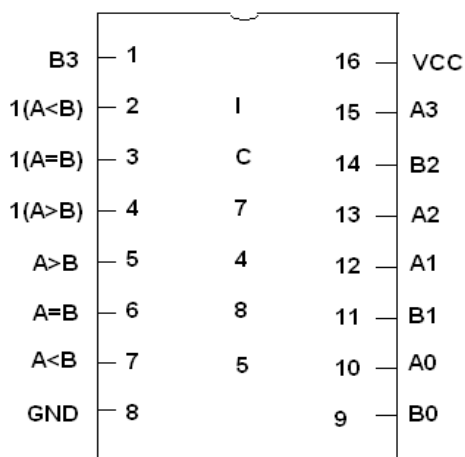 B3 1 16 VCC
1(A<B) 2 I 15 A3
1(A=B) 3 C 14 B2
1(A>B) 4 7 13 A2
A>B 5 4 12 A1
A=B 6 8 11 B1
A<B 7 5 10 A0
GND 8 9 B0